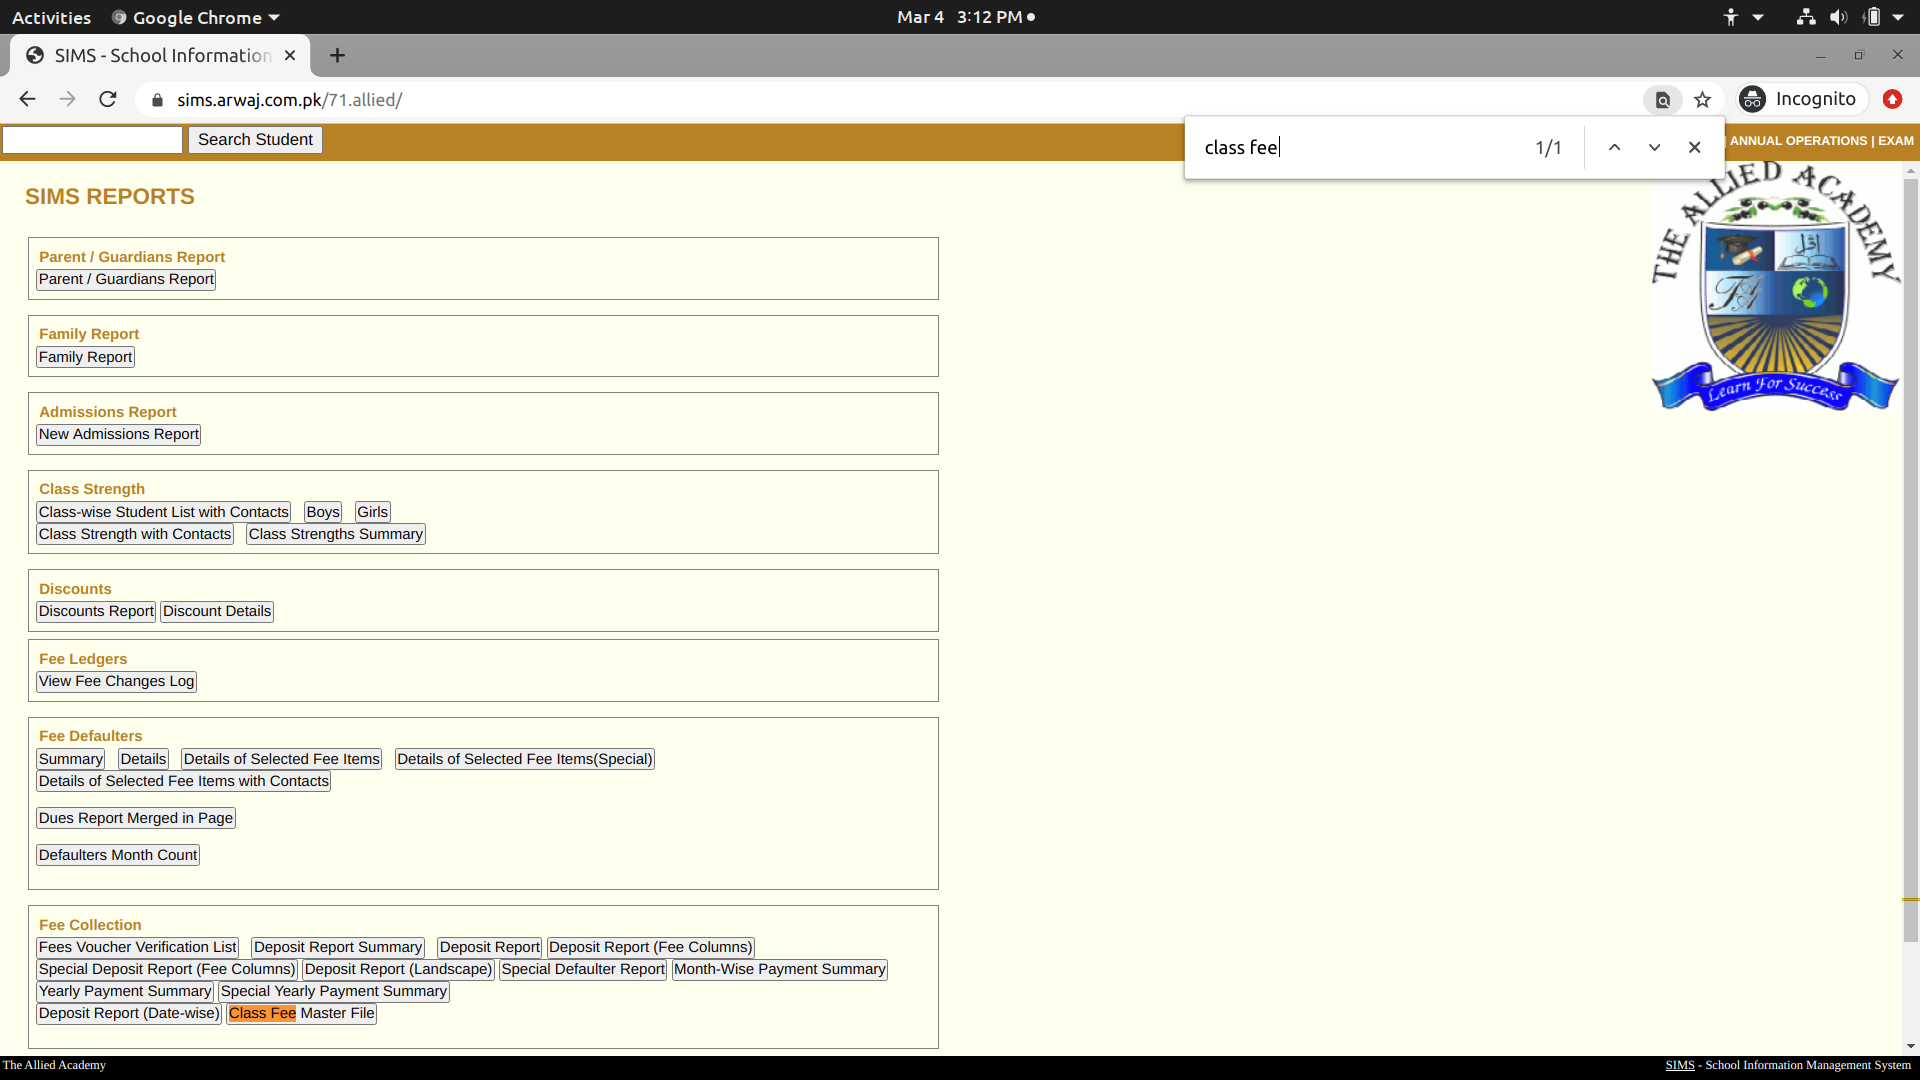 Activities Google Chrome Mar 4 3:12 PM
SIMS - School Information
sims.arwaj.com.pk/71.allied/ Incognito
class fee 1/1
Search Student | ANNUAL OPERATIONS | EXAM
SIMS REPORTS
THE ALLIED ACADEMY
اقرا
TAA
Learn For Success
Parent / Guardians Report
Parent / Guardians Report
Family Report
Family Report
Admissions Report
New Admissions Report
Class Strength
Class-wise Student List with Contacts Boys Girls
Class Strength with Contacts Class Strengths Summary
Discounts
Discounts Report Discount Details
Fee Ledgers
View Fee Changes Log
Fee Defaulters
Summary Details Details of Selected Fee Items Details of Selected Fee Items(Special)
Details of Selected Fee Items with Contacts
Dues Report Merged in Page
Defaulters Month Count
Fee Collection
Fees Voucher Verification List Deposit Report Summary Deposit Report Deposit Report (Fee Columns)
Special Deposit Report (Fee Columns) Deposit Report (Landscape) Special Defaulter Report Month-Wise Payment Summary
Yearly Payment Summary Special Yearly Payment Summary
Deposit Report (Date-wise) Class Fee Master File
The Allied Academy SIMS - School Information Management System